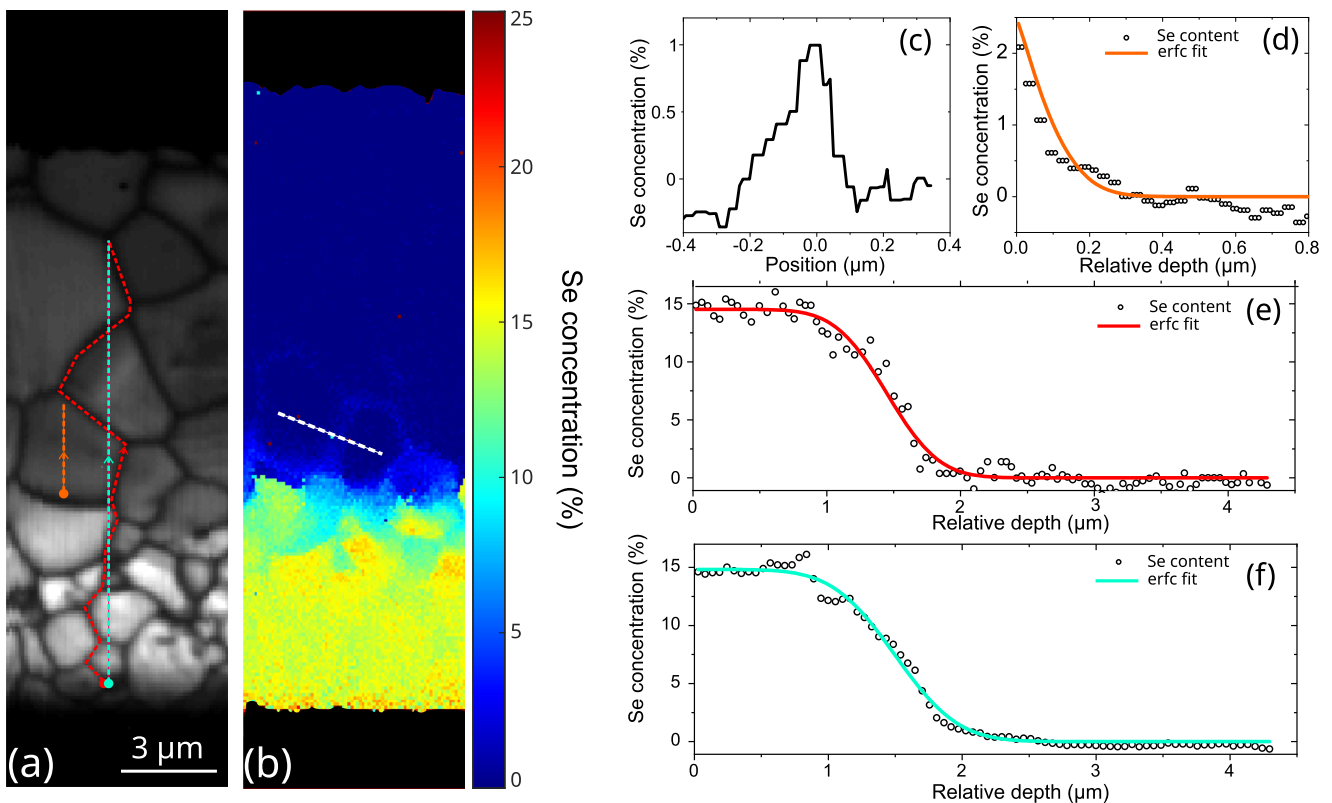 (a)
3 μm
(b)
25
20
15
10
5
0
Se concentration (%)
(c)
Se concentration (%)
1
0.5
0
-0.4
-0.2
0.0
0.2
0.4
Position (μm)
(d)
Se content
erfc fit
Se concentration (%)
2
1
0
0.0
0.2
0.4
0.6
0.8
Relative depth (μm)
(e)
Se content
erfc fit
Se concentration (%)
15
10
5
0
0
1
2
3
4
Relative depth (μm)
(f)
Se content
erfc fit
Se concentration (%)
15
10
5
0
0
1
2
3
4
Relative depth (μm)